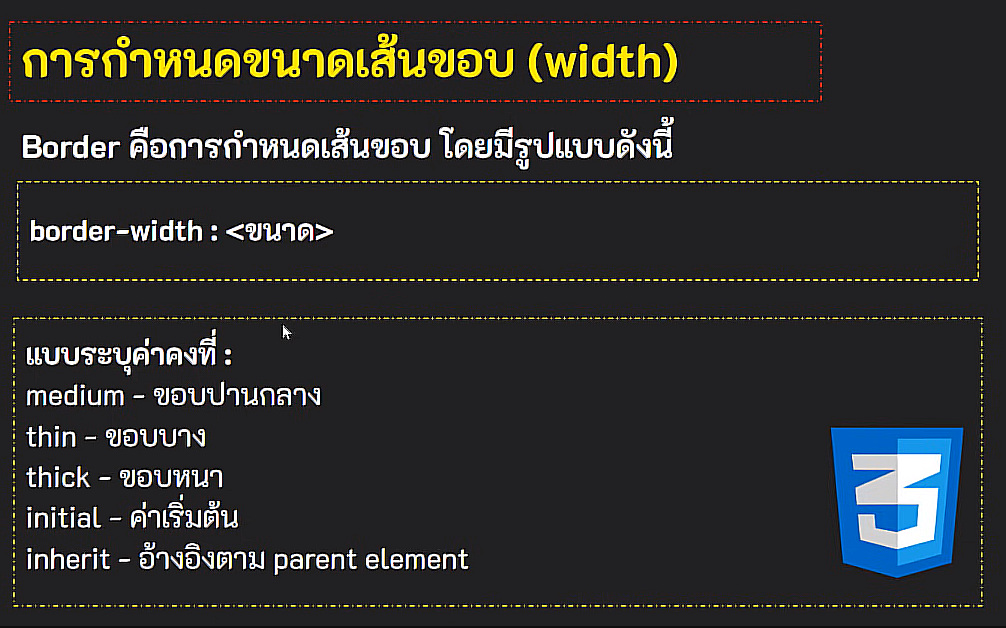 การกำหนดขนาดเส้นขอบ (width)
Border คือการกำหนดเส้นขอบ โดยมีรูปแบบดังนี้
border-width : <ขนาด>
แบบระบุค่าคงที่ :
medium - ขอบปานกลาง
thin - ขอบบาง
thick - ขอบหนา
initial - ค่าเริ่มต้น
inherit - อ้างอิงตาม parent element
3